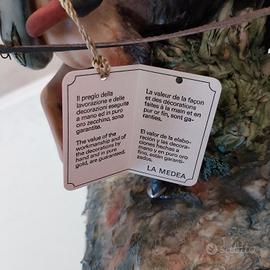 Il pregio della
lavorazione e delle
decorazioni eseguite
a mano ed in puro
oro zecchino, sono
garantite.
The value of the
workmanship and of
the decorations by
hand and in pure
gold, are guaranteed.
La valeur de la façon
et des décorations
faites à la main et en
pur or fin, sont ga-
ranties.
El valor de la elabo-
ración y las decora-
ciones hechas a
mano y en puro oro
fino, están garanti-
zados.
LA MEDEA